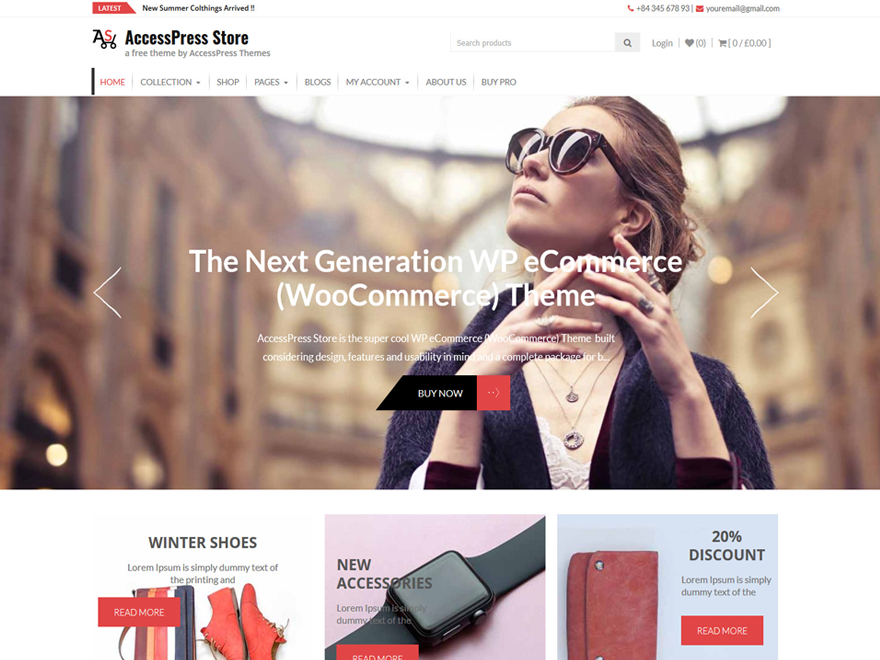 LATEST
New Summer Colthings Arrived !!
+84 345 678 93 | youremail@gmail.com
AccessPress Store
a free theme by AccessPress Themes
Search products
Login | (0) | [ 0 / £0.00 ]
HOME
COLLECTION
SHOP
PAGES
BLOGS
MY ACCOUNT
ABOUT US
BUY PRO
The Next Generation WP eCommerce
(WooCommerce) Theme
AccessPress Store is the super cool WP eCommerce (WooCommerce) Theme built
considering design, features and usability in mind and a complete package for b...
BUY NOW
WINTER SHOES
Lorem Ipsum is simply dummy text of
the printing and
READ MORE
NEW
ACCESSORIES
Lorem Ipsum is simply
dummy text of the
READ MORE
20%
DISCOUNT
Lorem Ipsum is simply
dummy text of the
READ MORE